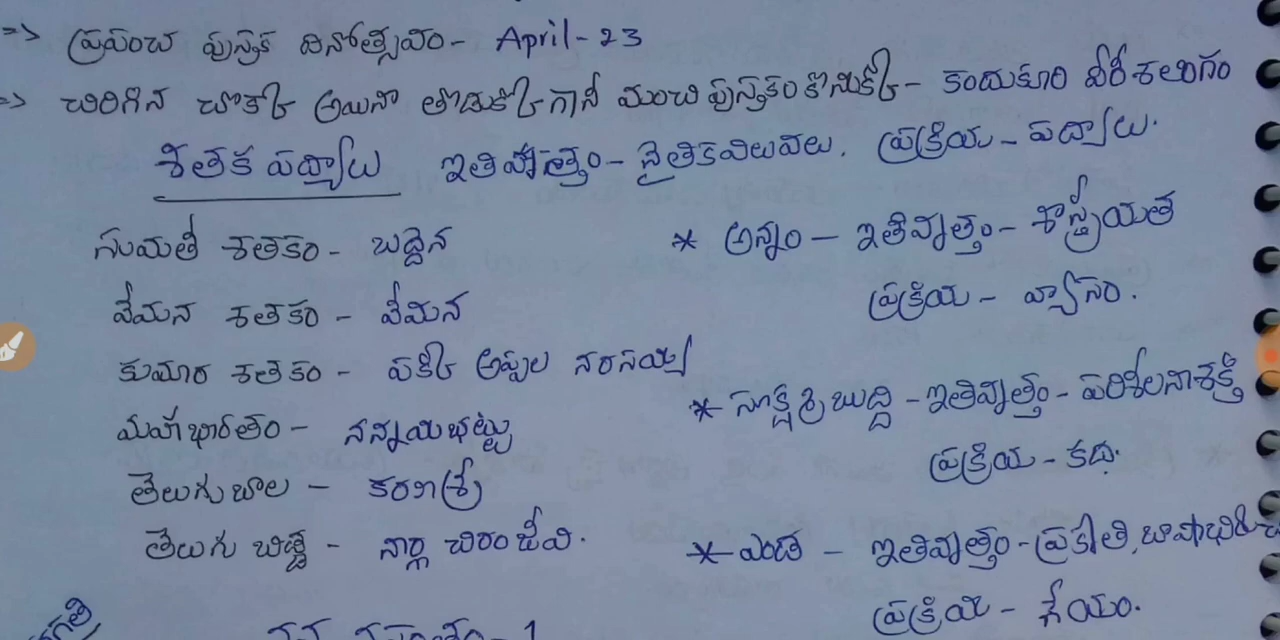 => ప్రపంచ పుస్తక దినోత్సవం - April - 23
=> చిరిగిన చొక్కా అయినా తొడుక్కో గానీ మంచి పుస్తకం కొనుక్కో - కందుకూరి వీరేశలింగం
శతక పద్యాలు ఇతివృత్తం - నైతికవిలువలు. ప్రక్రియ - పద్యాలు.
సుమతీ శతకం - బద్దెన
వేమన శతకం - వేమన
కుమార శతకం - పక్కి అప్పల నరసయ్య
మహాభారతం - నన్నయభట్టు
తెలుగుబాల - కరుణశ్రీ
తెలుగు బిడ్డ - నార్ల చిరంజీవి.
* అన్నం - ఇతివృత్తం - శాస్త్రీయత
ప్రక్రియ - వ్యాసం.
* సూక్ష్మ బుద్ది - ఇతివృత్తం - పరిశీలనాశక్తి
ప్రక్రియ - కథ.
* ఎండ - ఇతివృత్తం - ప్రకృతి, బాషాభిరుచి
ప్రక్రియ - గేయం.